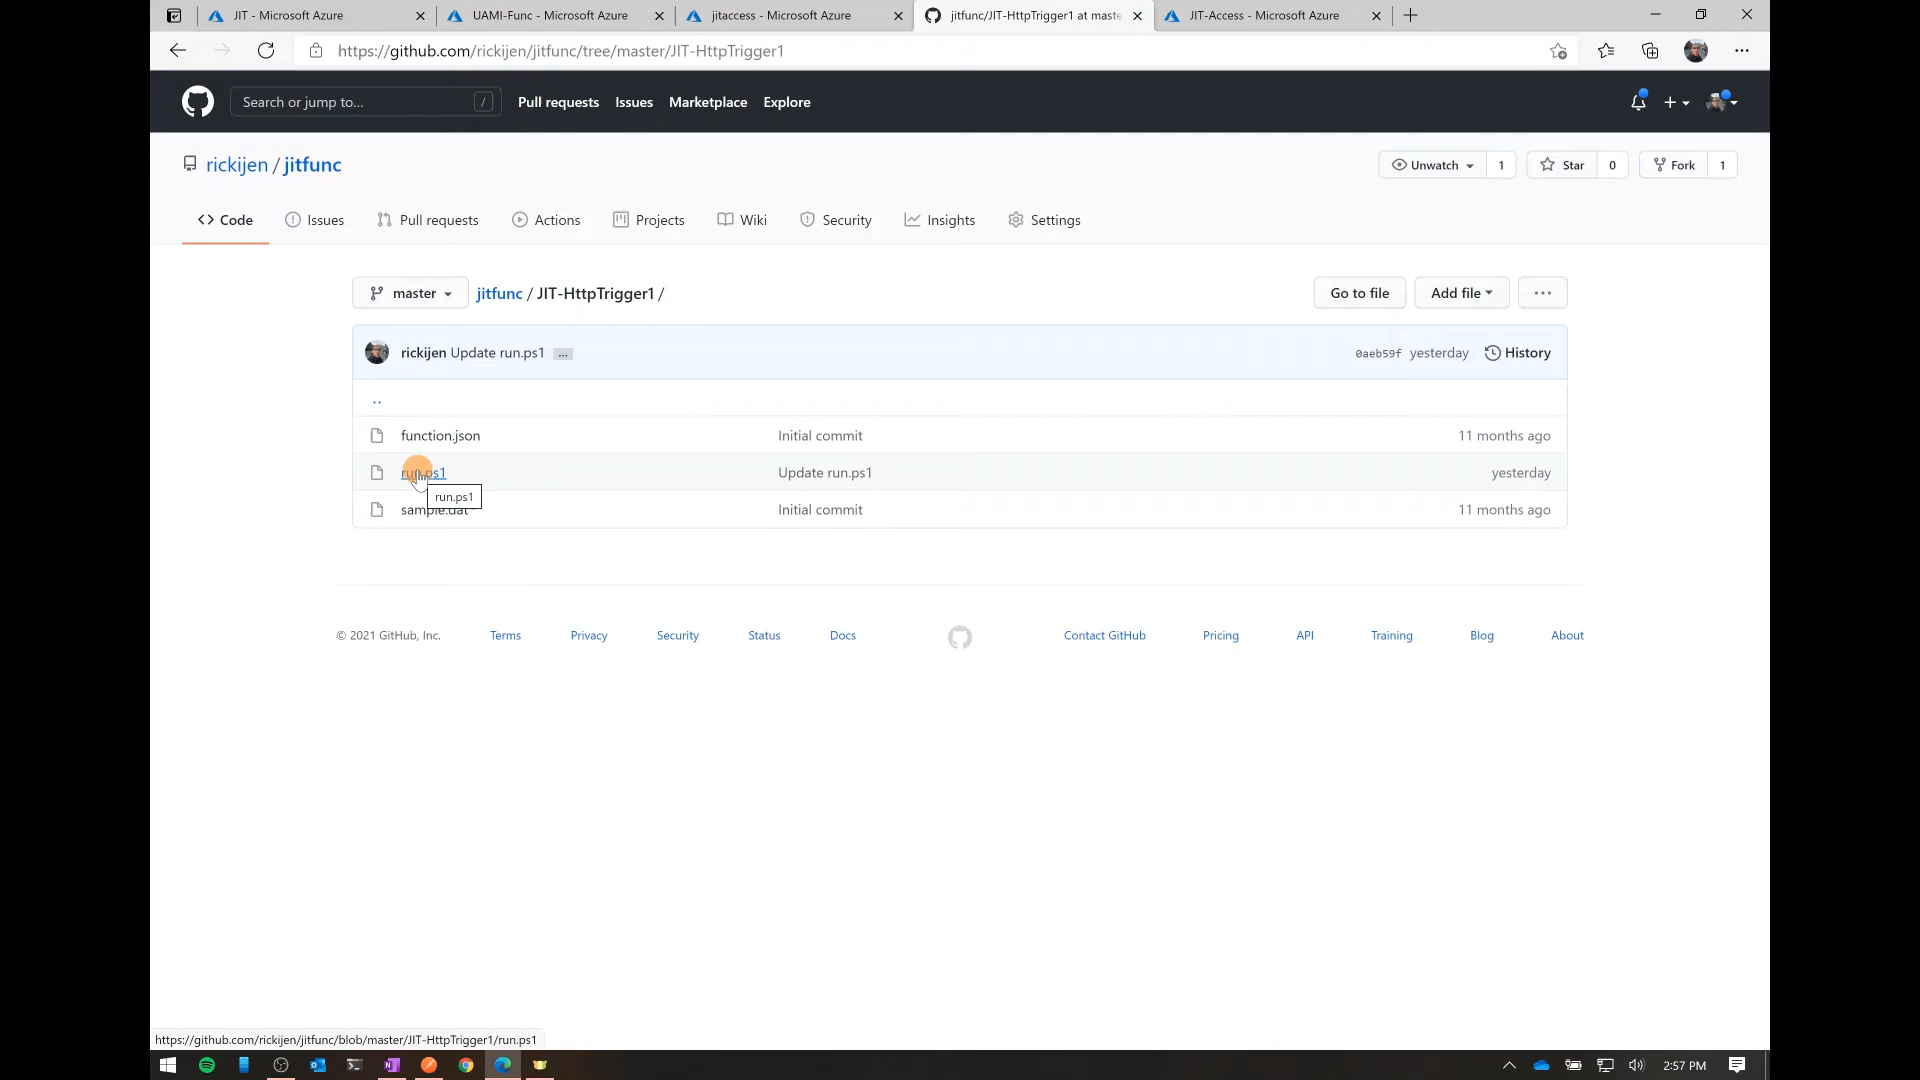 JIT - Microsoft Azure
UAMI-Func - Microsoft Azure
jitaccess - Microsoft Azure
jitfunc/JIT-HttpTrigger1 at maste
JIT-Access - Microsoft Azure
https://github.com/rickijen/jitfunc/tree/master/JIT-HttpTrigger1
Search or jump to...
/
Pull requests
Issues
Marketplace
Explore
rickijen / jitfunc
Unwatch
1
Star
0
Fork
1
Code
Issues
Pull requests
Actions
Projects
Wiki
Security
Insights
Settings
master
jitfunc / JIT-HttpTrigger1 /
Go to file
Add file
rickijen Update run.ps1 ...
0aeb59f yesterday
History
..
function.json
Initial commit
11 months ago
run.ps1
Update run.ps1
yesterday
run.ps1
sample.dat
Initial commit
11 months ago
© 2021 GitHub, Inc.
Terms
Privacy
Security
Status
Docs
Contact GitHub
Pricing
API
Training
Blog
About
https://github.com/rickijen/jitfunc/blob/master/JIT-HttpTrigger1/run.ps1
2:57 PM